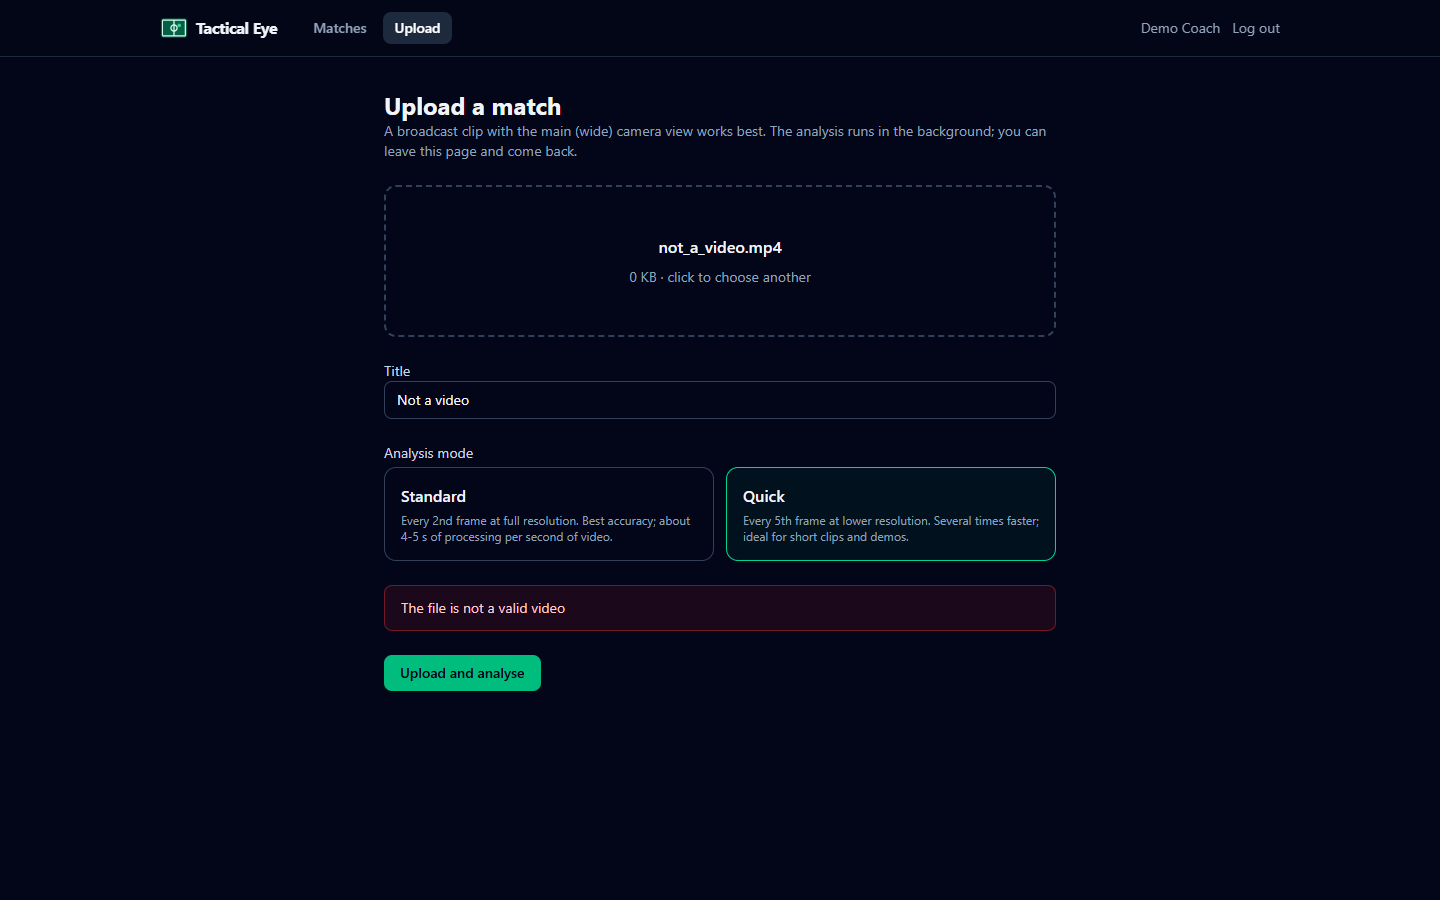 Tactical Eye
Matches
Upload
Demo Coach
Log out
Upload a match
A broadcast clip with the main (wide) camera view works best. The analysis runs in the background; you can
leave this page and come back.
not_a_video.mp4
0 KB · click to choose another
Title
Not a video
Analysis mode
Standard
Every 2nd frame at full resolution. Best accuracy; about
4-5 s of processing per second of video.
Quick
Every 5th frame at lower resolution. Several times faster;
ideal for short clips and demos.
The file is not a valid video
Upload and analyse